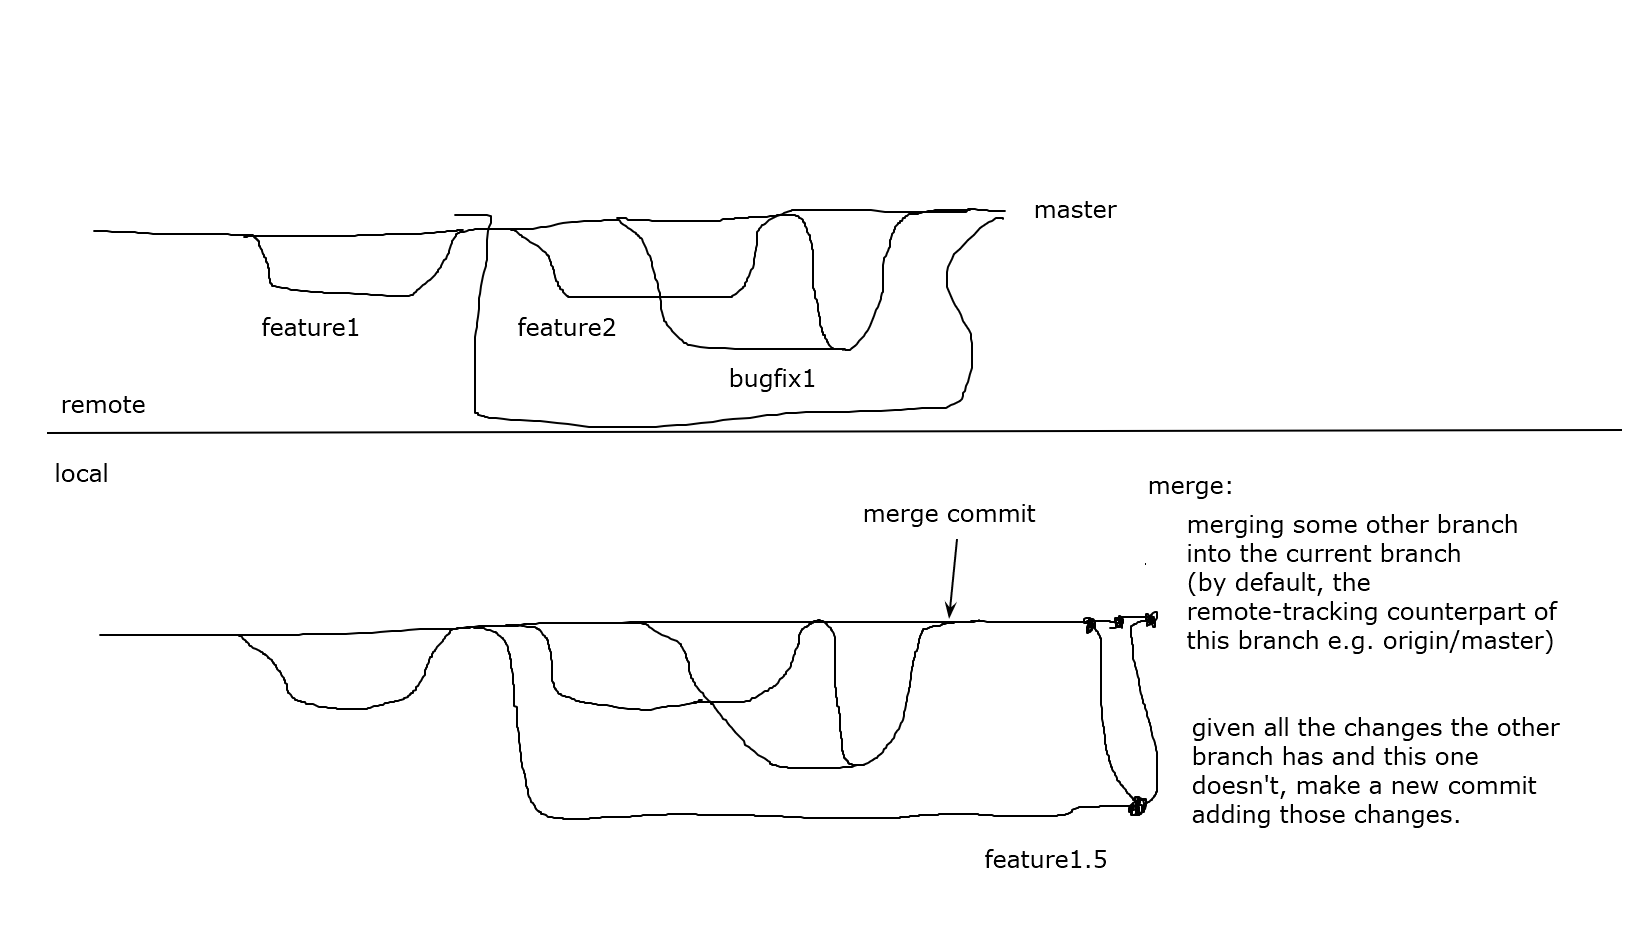 master
feature1
feature2
bugfix1
remote
local
merge commit
merge:
merging some other branch
into the current branch
(by default, the
remote-tracking counterpart of
this branch e.g. origin/master)
given all the changes the other
branch has and this one
doesn't, make a new commit
adding those changes.
feature1.5